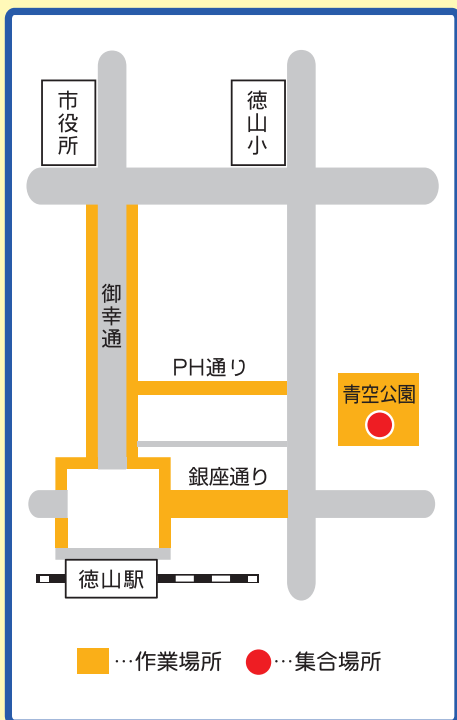 市役所
徳山小
御幸通
PH通り
青空公園
銀座通り
徳山駅
…作業場所
…集合場所